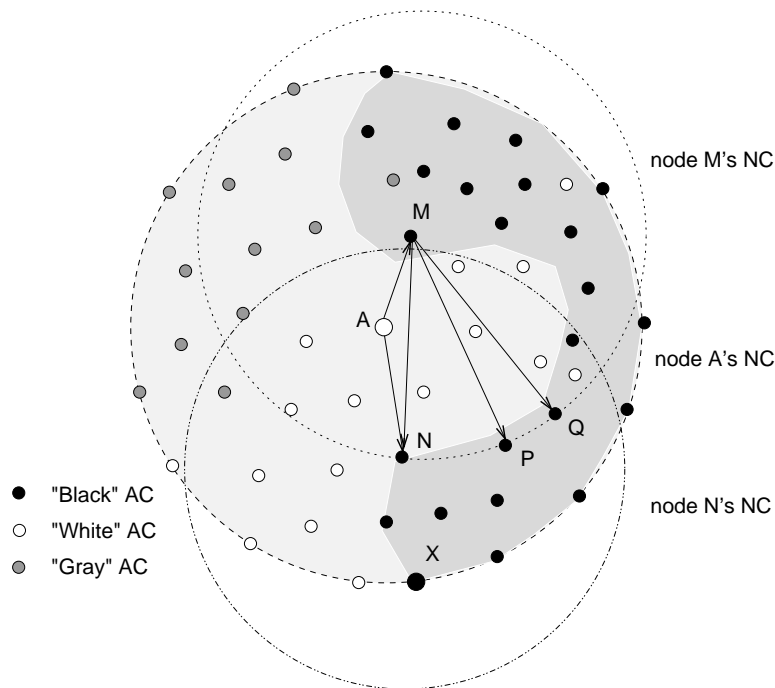 node M's NC
M
A
node A's NC
Q
N
P
"Black" AC
node N's NC
"White" AC
X
"Gray" AC